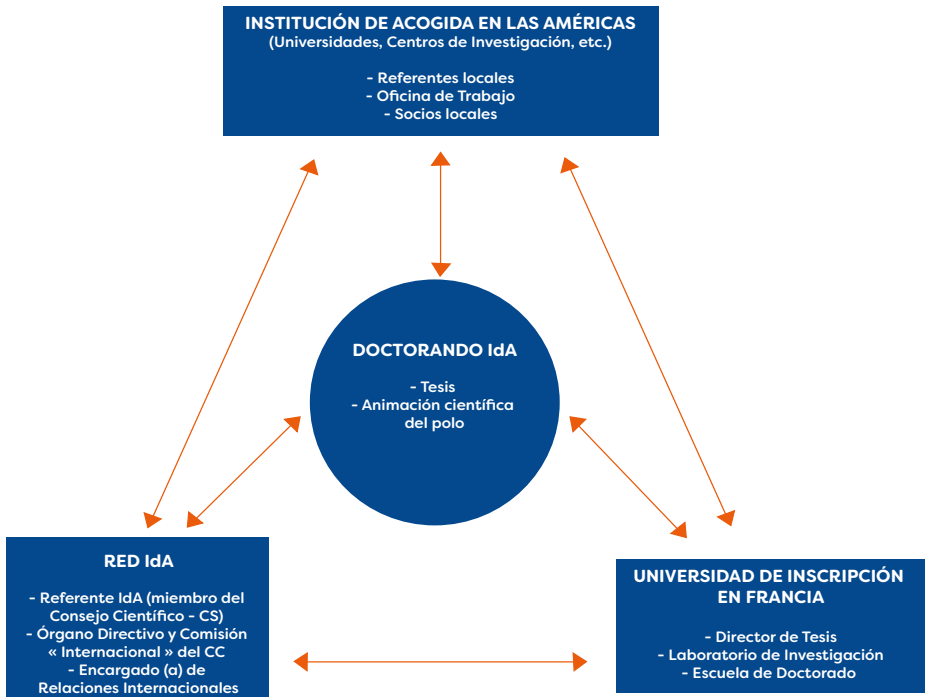 INSTITUCIÓN DE ACOGIDA EN LAS AMÉRICAS
(Universidades, Centros de Investigación, etc.)
- Referentes locales
- Oficina de Trabajo
- Socios locales
DOCTORANDO IdA
- Tesis
- Animación científica
del polo
RED IdA
- Referente IdA (miembro del
Consejo Científico - CS)
- Órgano Directivo y Comisión
« Internacional » del CC
- Encargado (a) de
Relaciones Internacionales
UNIVERSIDAD DE INSCRIPCIÓN
EN FRANCIA
- Director de Tesis
- Laboratorio de Investigación
- Escuela de Doctorado